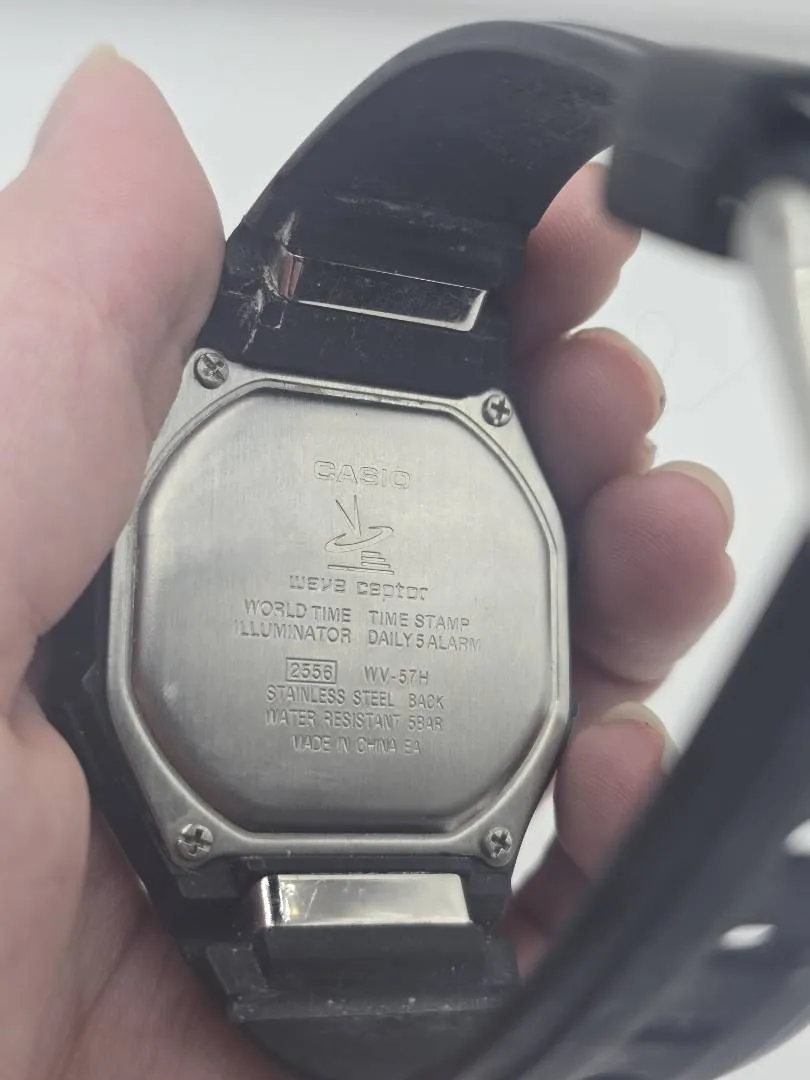 CASIO
wave ceptor
WORLD TIME TIME STAMP
ILLUMINATOR DAILY 5 ALARM
2556 WV-57H
STAINLESS STEEL BACK
WATER RESISTANT 5BAR
MADE IN CHINA EA